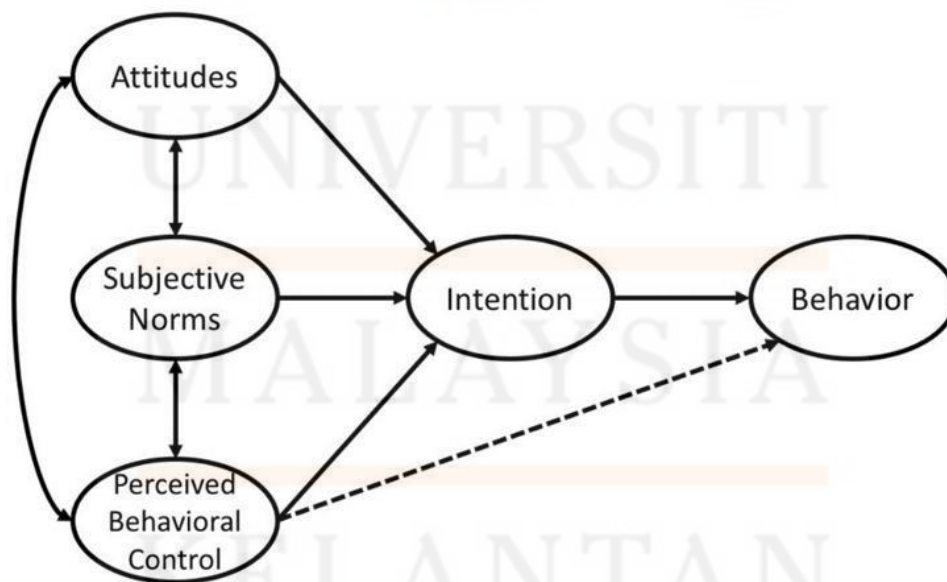 Attitudes
UNIVERSITI
Subjective
Norms
Intention
Behavior
MALAYSIA
Perceived
Behavioral
Control
KELANTAN